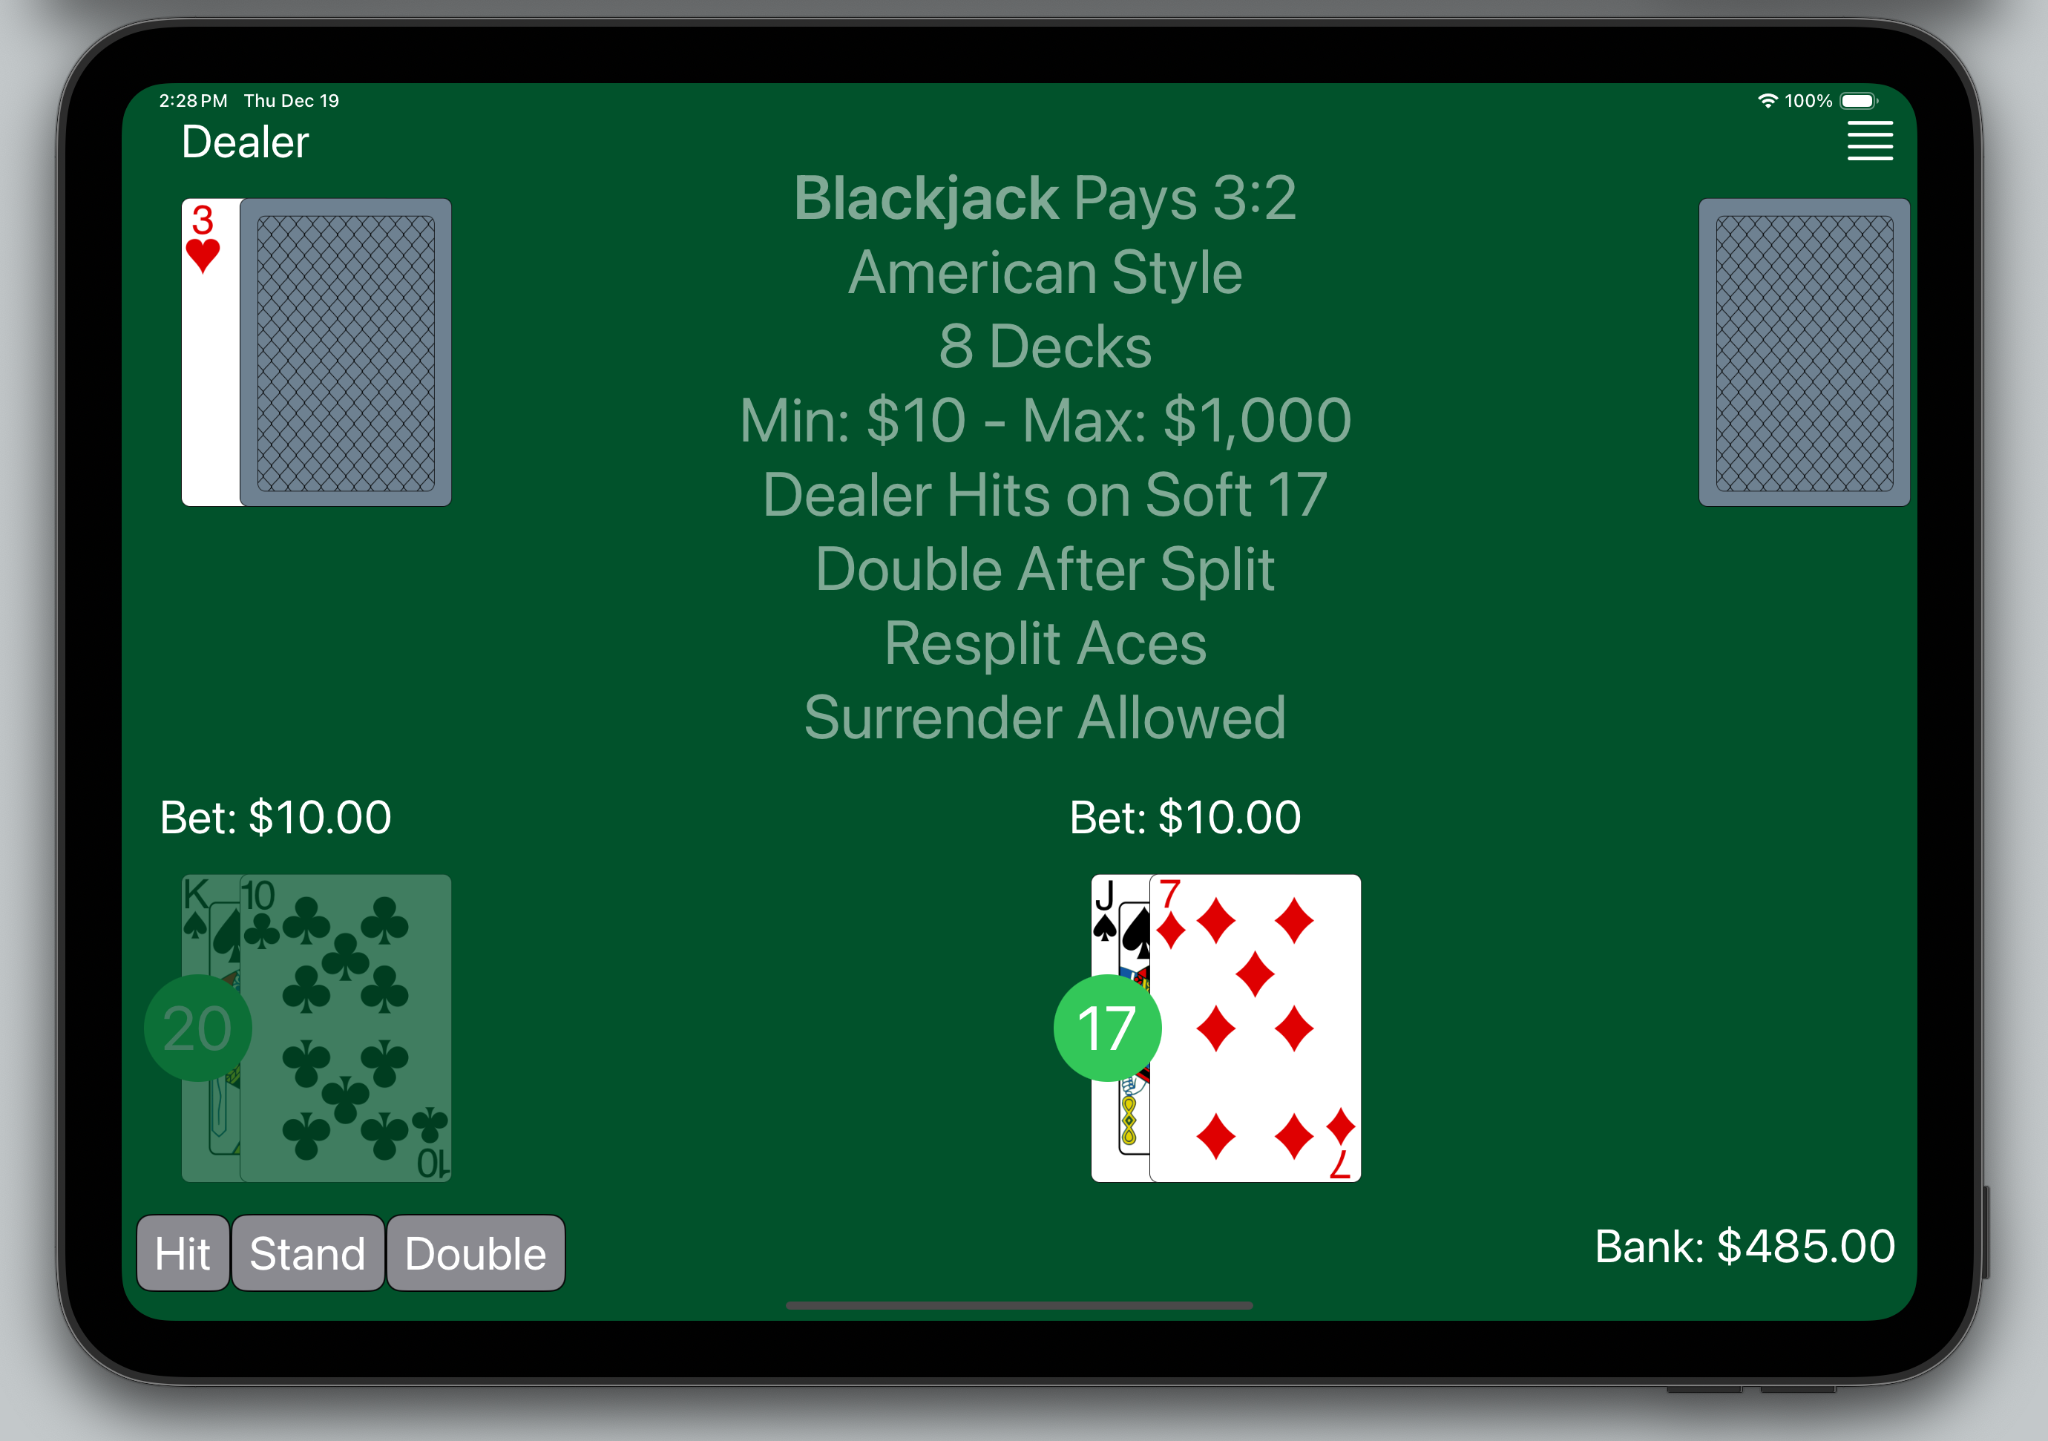 2:28 PM Thu Dec 19
100%
Dealer
3
Blackjack Pays 3:2
American Style
8 Decks
Min: $10 - Max: $1,000
Dealer Hits on Soft 17
Double After Split
Resplit Aces
Surrender Allowed
Bet: $10.00
Bet: $10.00
K
10
20
10
J
7
17
7
Hit
Stand
Double
Bank: $485.00